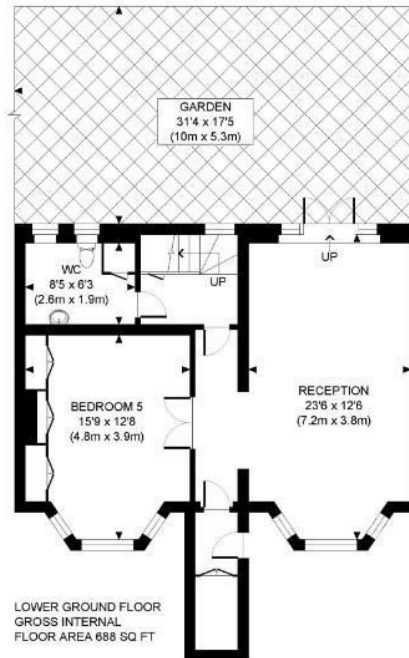 GARDEN
31'4 x 17'5
(10m x 5.3m)
WC
8'5 x 6'3
(2.6m x 1.9m)
UP
UP
BEDROOM 5
15'9 x 12'8
(4.8m x 3.9m)
RECEPTION
23'6 x 12'6
(7.2m x 3.8m)
LOWER GROUND FLOOR
GROSS INTERNAL
FLOOR AREA 688 SQ FT